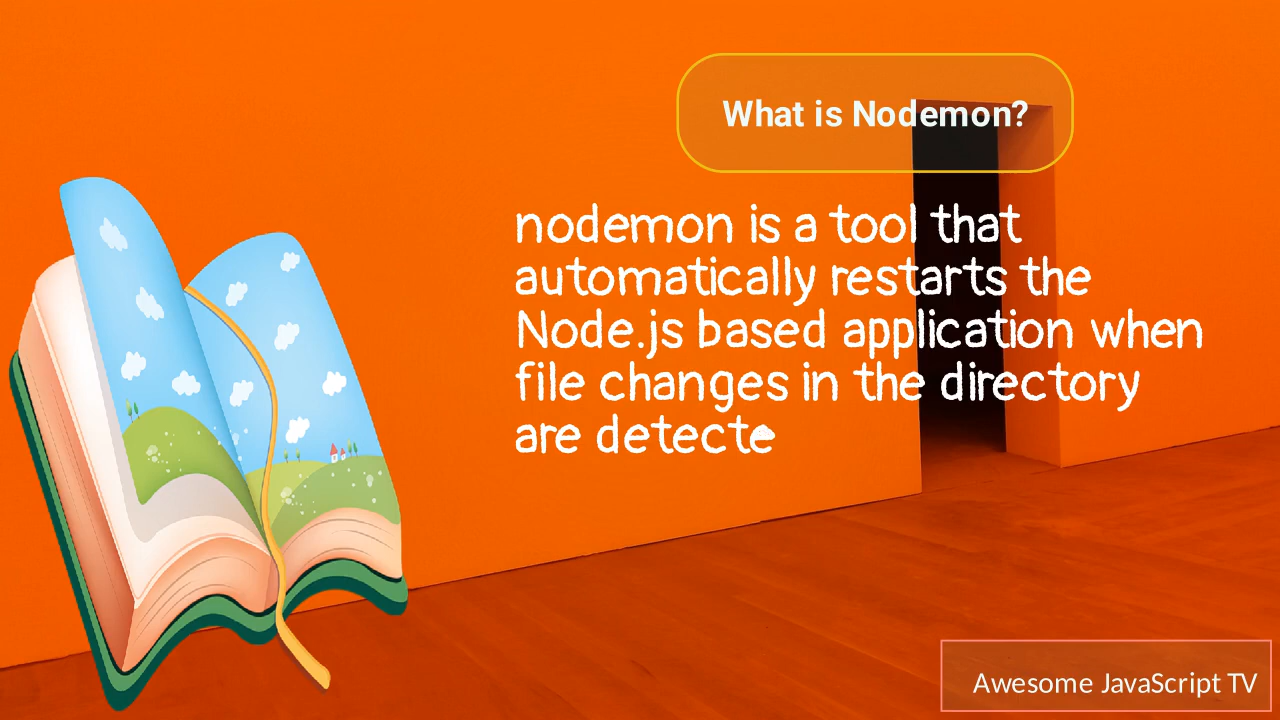 What is Nodemon?
nodemon is a tool that
automatically restarts the
Node.js based application when
file changes in the directory
are detecte
Awesome JavaScript TV